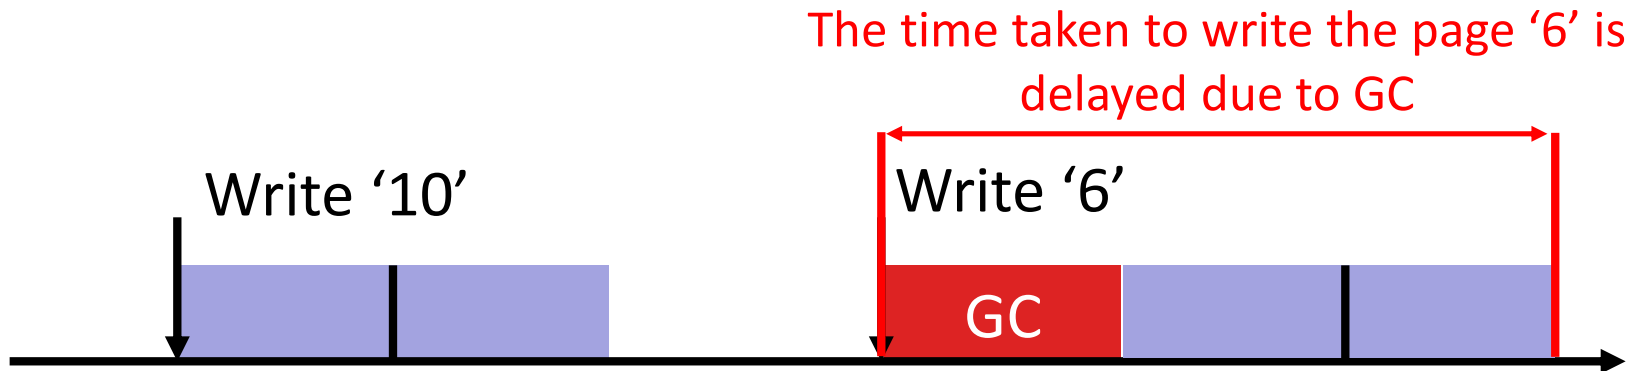 The time taken to write the page ‘6’ is
delayed due to GC
Write ‘10’
Write ‘6’
GC